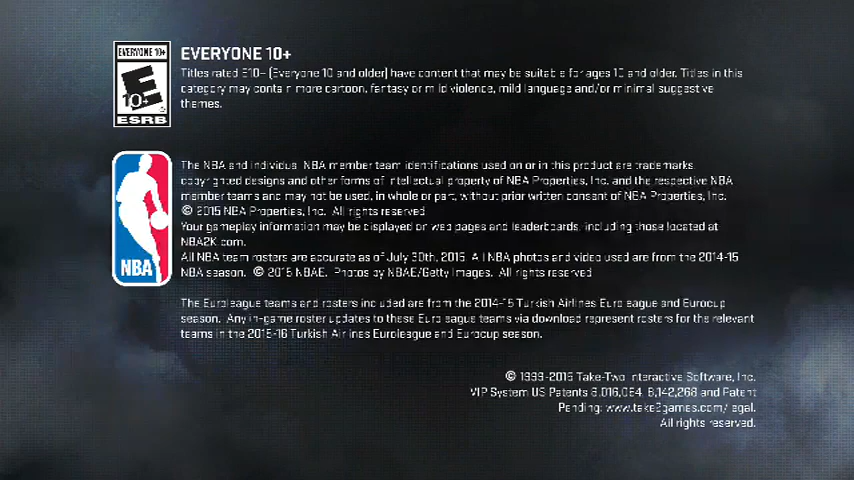 EVERYONE 10+
EVERYONE 10+
Titles rated E10+ (Everyone 10 and older) have content that may be suitable for ages 10 and older. Titles in this
category may contain more cartoon, fantasy or mild violence, mild language and/or minimal suggestive
themes.
E
10+
ESRB
The NBA and individual NBA member team identifications used on or in this product are trademarks,
copyrighted designs and other forms of intellectual property of NBA Properties, Inc. and the respective NBA
member teams and may not be used, in whole or part, without prior written consent of NBA Properties, Inc.
© 2015 NBA Properties, Inc. All rights reserved
Your gameplay information may be displayed on web pages and leaderboards, including those located at
NBA2K.com.
All NBA team rosters are accurate as of July 30th, 2015. All NBA photos and video used are from the 2014-15
NBA season. © 2015 NBAE. Photos by NBAE/Getty Images. All rights reserved
NBA
The Euroleague teams and rosters included are from the 2014-15 Turkish Airlines Euroleague and Eurocup
season. Any in-game roster updates to these Euroleague teams via download represent rosters for the relevant
teams in the 2015-16 Turkish Airlines Euroleague and Eurocup season.
© 1999-2015 Take-Two Interactive Software, Inc.
VIP System US Patents 6,016,084, 6,142,268 and Patent
Pending: www.take2games.com/legal.
All rights reserved.